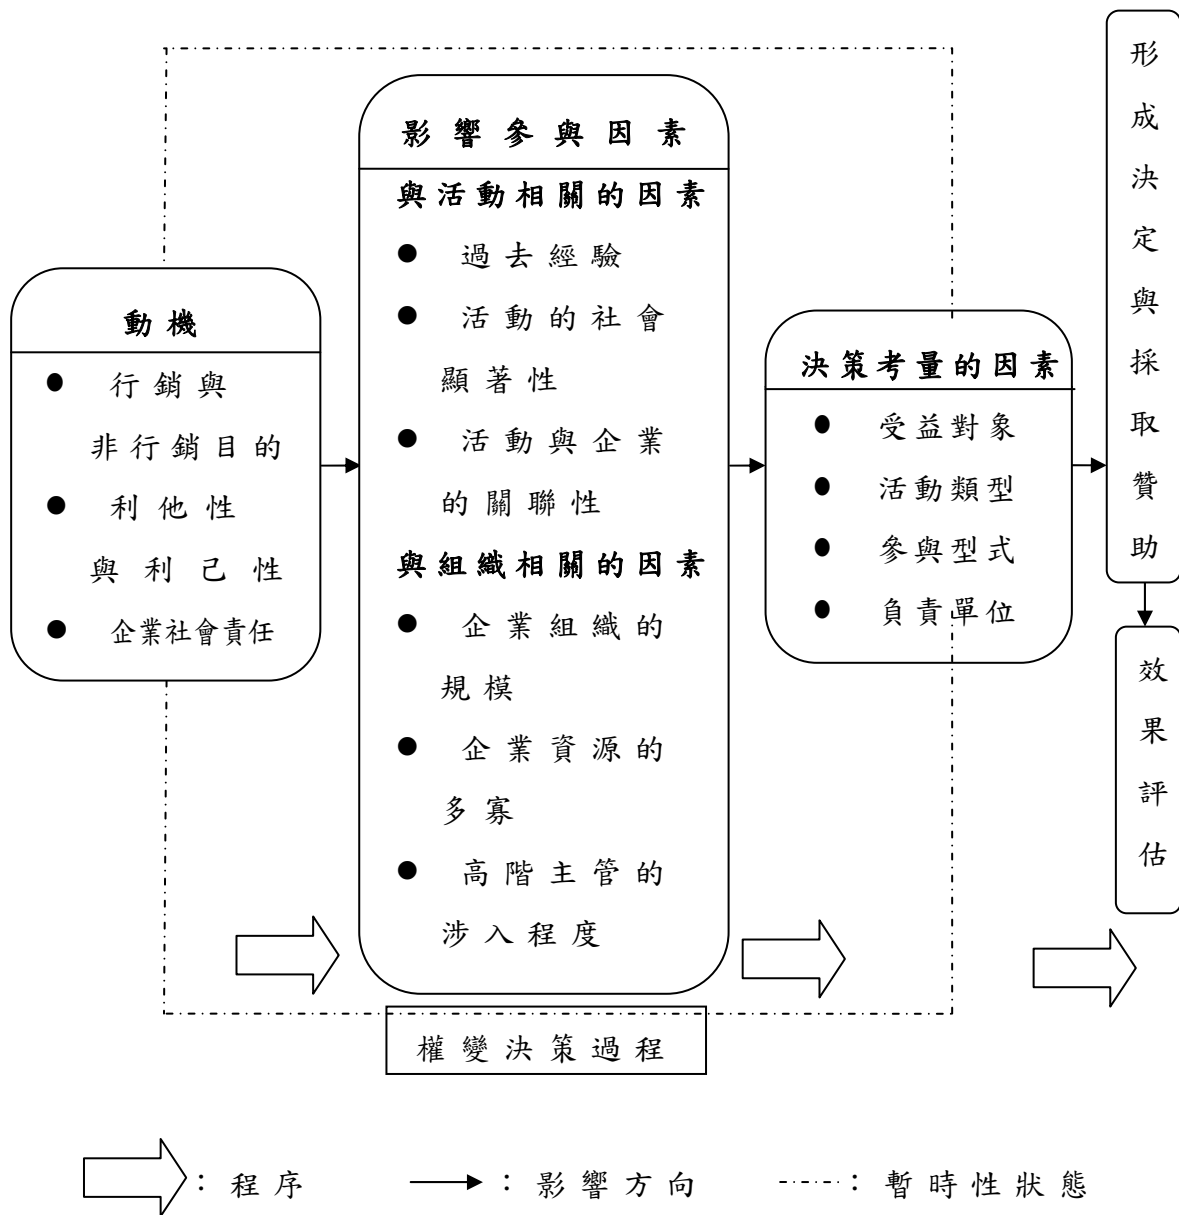 動機
行銷與
非行銷目的
利他性
與利己性
企業社會責任
影響參與因素
與活動相關的因素
過去經驗
活動的社會
顯著性
活動與企業
的關聯性
與組織相關的因素
企業組織的
規模
企業資源的
多寡
高階主管的
涉入程度
決策考量的因素
受益對象
活動類型
參與型式
負責單位
形
成
決
定
與
採
取
贊
助
效
果
評
估
權變決策過程
：程序
：影響方向
：暫時性狀態